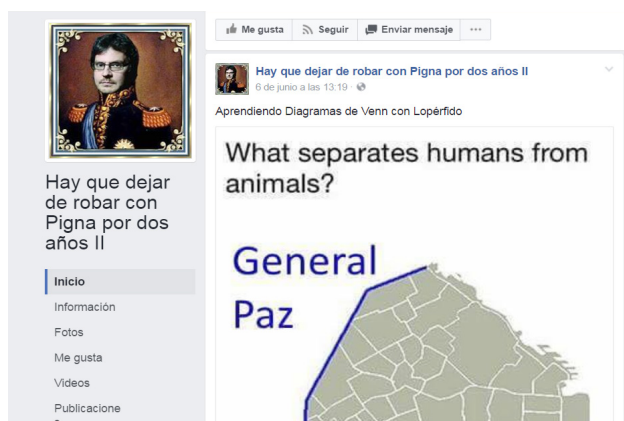 Me gusta Seguir Enviar mensaje ...
Hay que dejar de robar con Pigna por dos años II
6 de junio a las 13:19 ·
Aprendiendo Diagramas de Venn con Lopérfido
What separates humans from
animals?
General
Paz
Hay que dejar
de robar con
Pigna por dos
años II
Inicio
Información
Fotos
Me gusta
Videos
Publicacione